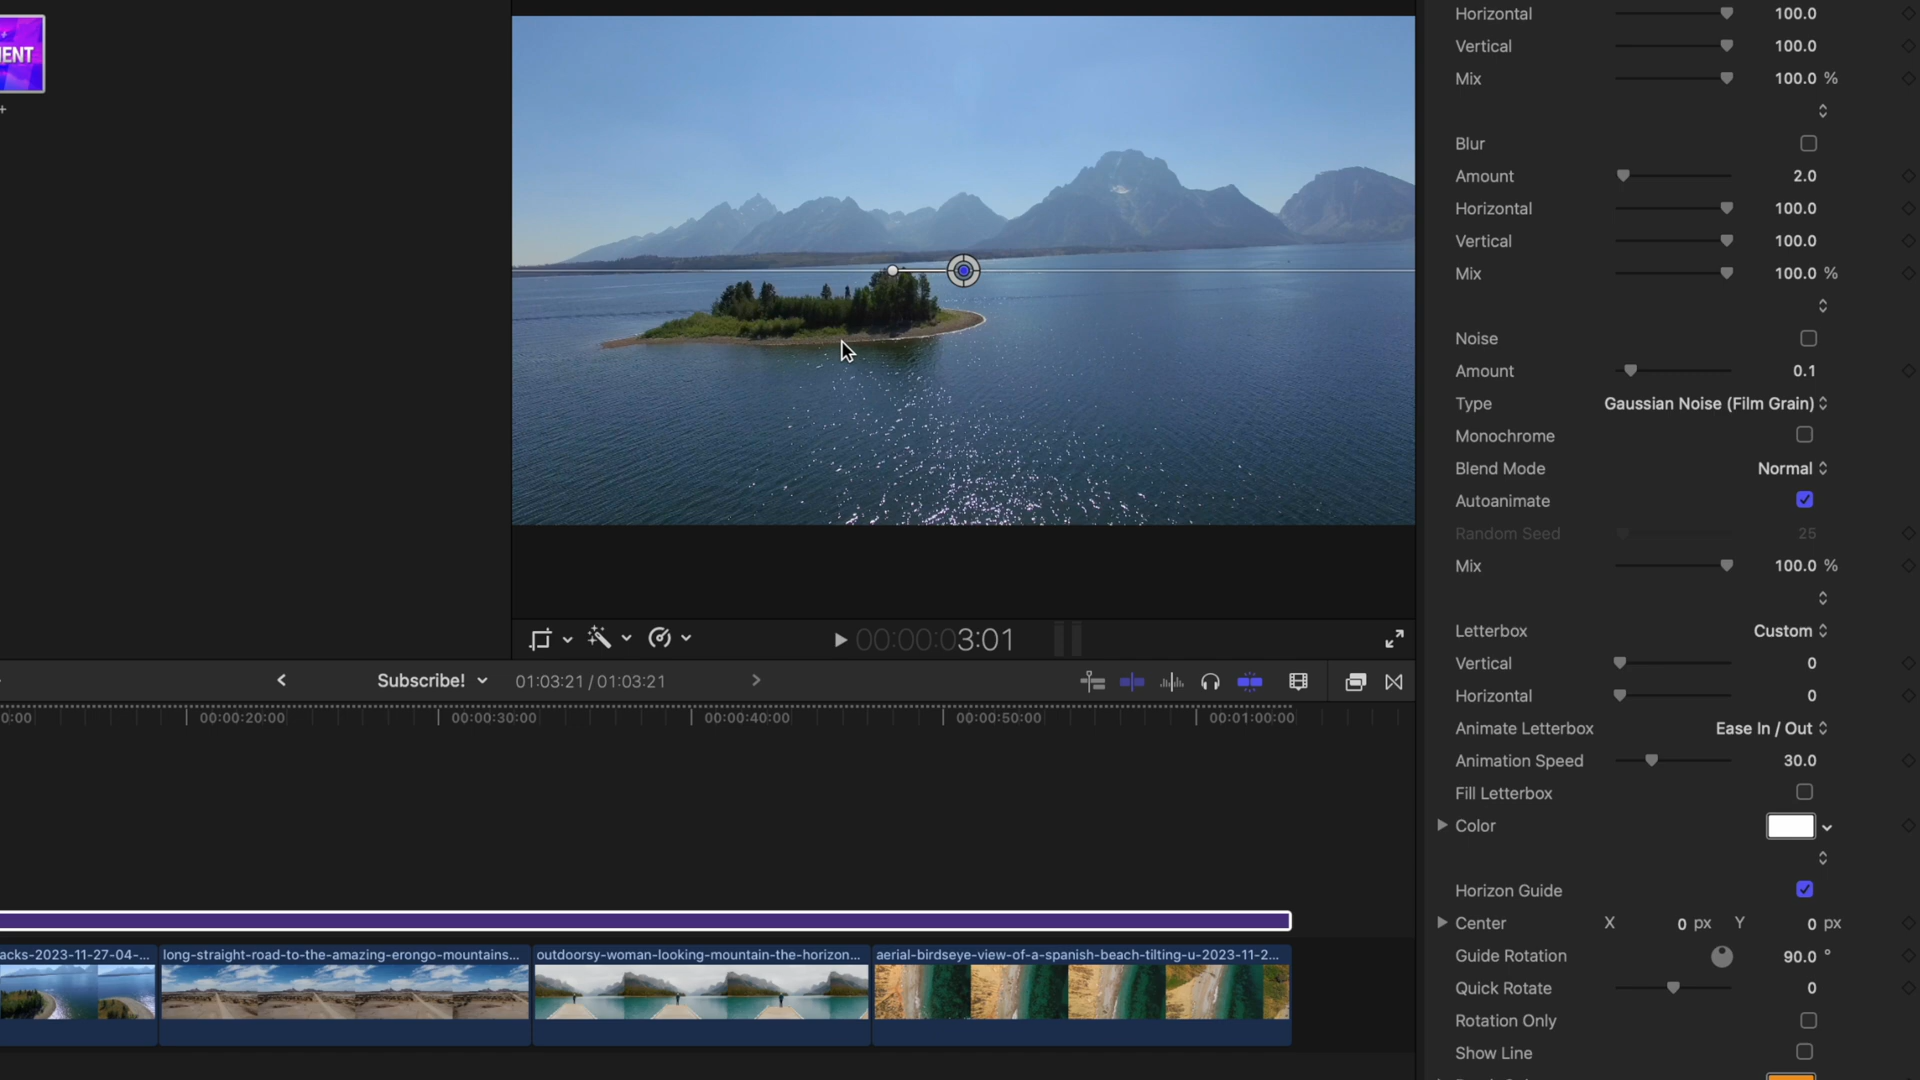 Horizontal 100.0
Vertical 100.0
Mix 100.0 %
Blur
Amount 2.0
Horizontal 100.0
Vertical 100.0
Mix 100.0 %
Noise
Amount 0.1
Type Gaussian Noise (Film Grain)
Monochrome
Blend Mode Normal
Autoanimate
Random Seed 25
Mix 100.0 %
Letterbox Custom
Vertical 0
Horizontal 0
Animate Letterbox Ease In / Out
Animation Speed 30.0
Fill Letterbox
Color
Horizon Guide
Center X 0 px Y 0 px
Guide Rotation 90.0 °
Quick Rotate 0
Rotation Only
Show Line
00:00:03:01
Subscribe! 01:03:21 / 01:03:21
0:00 00:00:20:00 00:00:30:00 00:00:40:00 00:00:50:00 00:01:00:00
acks-2023-11-27-04-... long-straight-road-to-the-amazing-erongo-mountains... outdoorsy-woman-looking-mountain-the-horizon... aerial-birdseye-view-of-a-spanish-beach-tilting-u-2023-11-2...